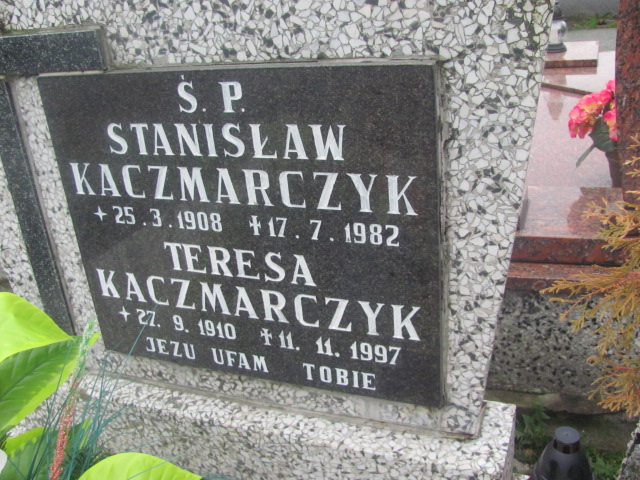 Ś. P.
STANISŁAW
KACZMARCZYK
+ 25. 3. 1908 ✝ 17. 7. 1982
TERESA
KACZMARCZYK
+ 27. 9. 1910 ✝ 11. 11. 1997
JEZU UFAM TOBIE